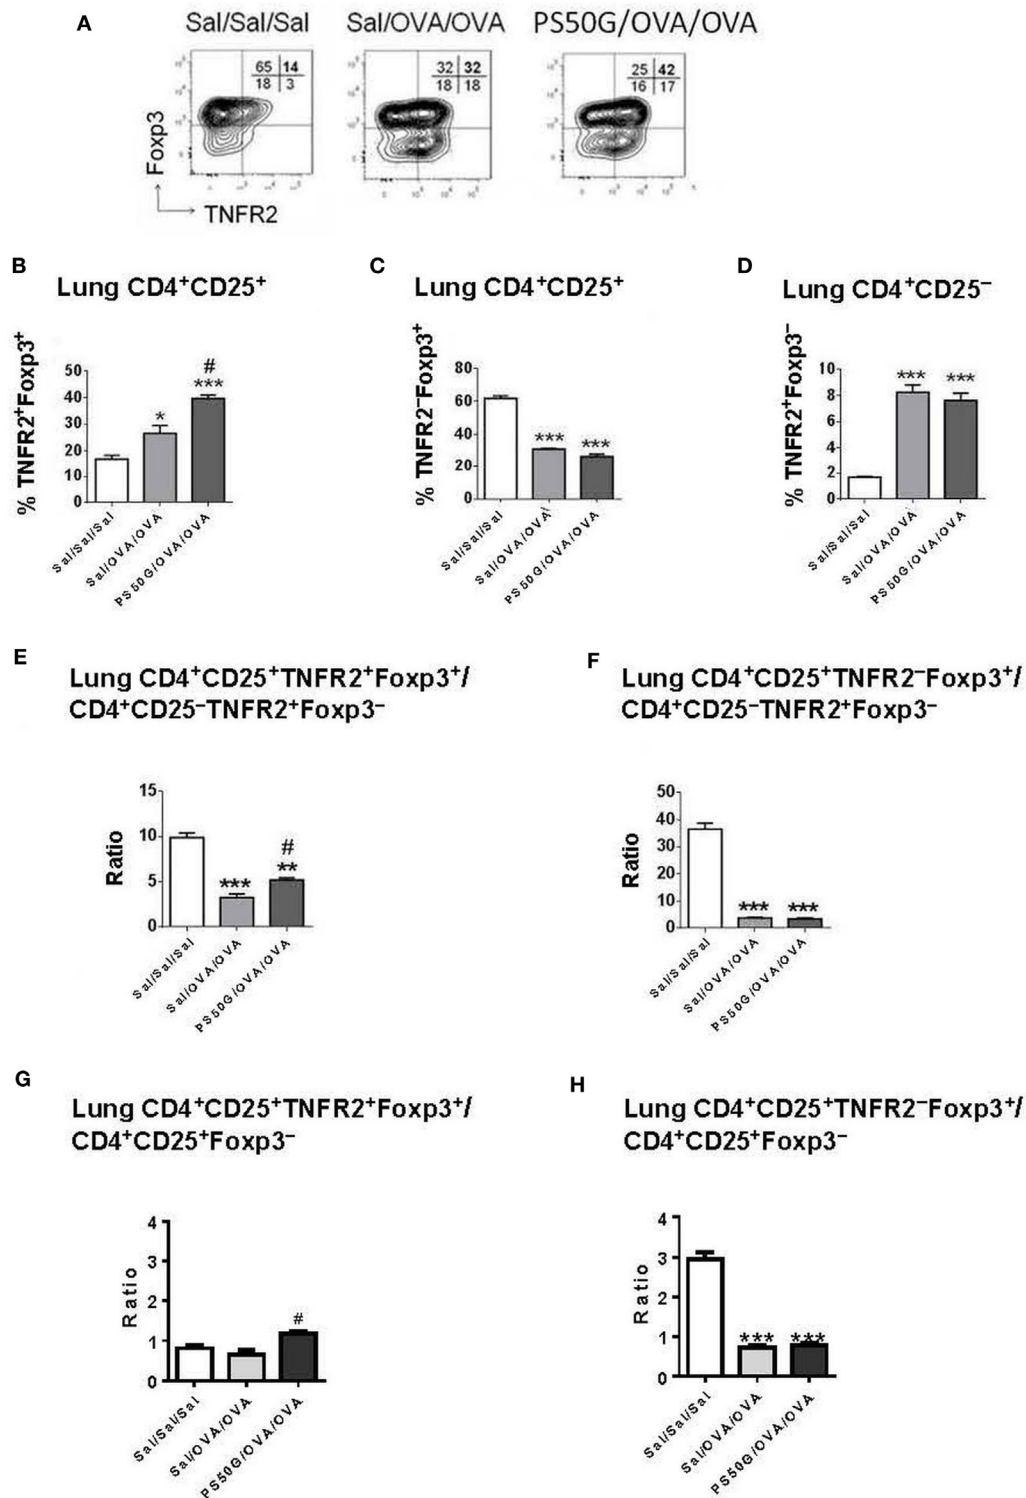 A
Sal/Sal/Sal Sal/OVA/OVA PS50G/OVA/OVA
65 14
18 3
32 32
18 18
25 42
16 17
Foxp3
TNFR2
B
Lung CD4⁺CD25⁺
% TNFR2⁺Foxp3⁺
50
40
30
20
10
0
*
#
***
Sal/Sal/Sal
Sal/OVA/OVA
PS50G/OVA/OVA
C
Lung CD4⁺CD25⁺
% TNFR2⁻Foxp3⁺
80
60
40
20
0
***
***
Sal/Sal/Sal
Sal/OVA/OVA
PS50G/OVA/OVA
D
Lung CD4⁺CD25⁻
% TNFR2⁺Foxp3⁻
10
8
6
4
2
0
***
***
Sal/Sal/Sal
Sal/OVA/OVA
PS50G/OVA/OVA
E
Lung CD4⁺CD25⁺TNFR2⁺Foxp3⁺/
CD4⁺CD25⁻TNFR2⁺Foxp3⁻
Ratio
15
10
5
0
***
#
**
Sal/Sal/Sal
Sal/OVA/OVA
PS50G/OVA/OVA
F
Lung CD4⁺CD25⁺TNFR2⁻Foxp3⁺/
CD4⁺CD25⁻TNFR2⁺Foxp3⁻
Ratio
50
40
30
20
10
0
***
***
Sal/Sal/Sal
Sal/OVA/OVA
PS50G/OVA/OVA
G
Lung CD4⁺CD25⁺TNFR2⁺Foxp3⁺/
CD4⁺CD25⁺Foxp3⁻
Ratio
4
3
2
1
0
#
Sal/Sal/Sal
Sal/OVA/OVA
PS50G/OVA/OVA
H
Lung CD4⁺CD25⁺TNFR2⁻Foxp3⁺/
CD4⁺CD25⁺Foxp3⁻
Ratio
4
3
2
1
0
***
***
Sal/Sal/Sal
Sal/OVA/OVA
PS50G/OVA/OVA